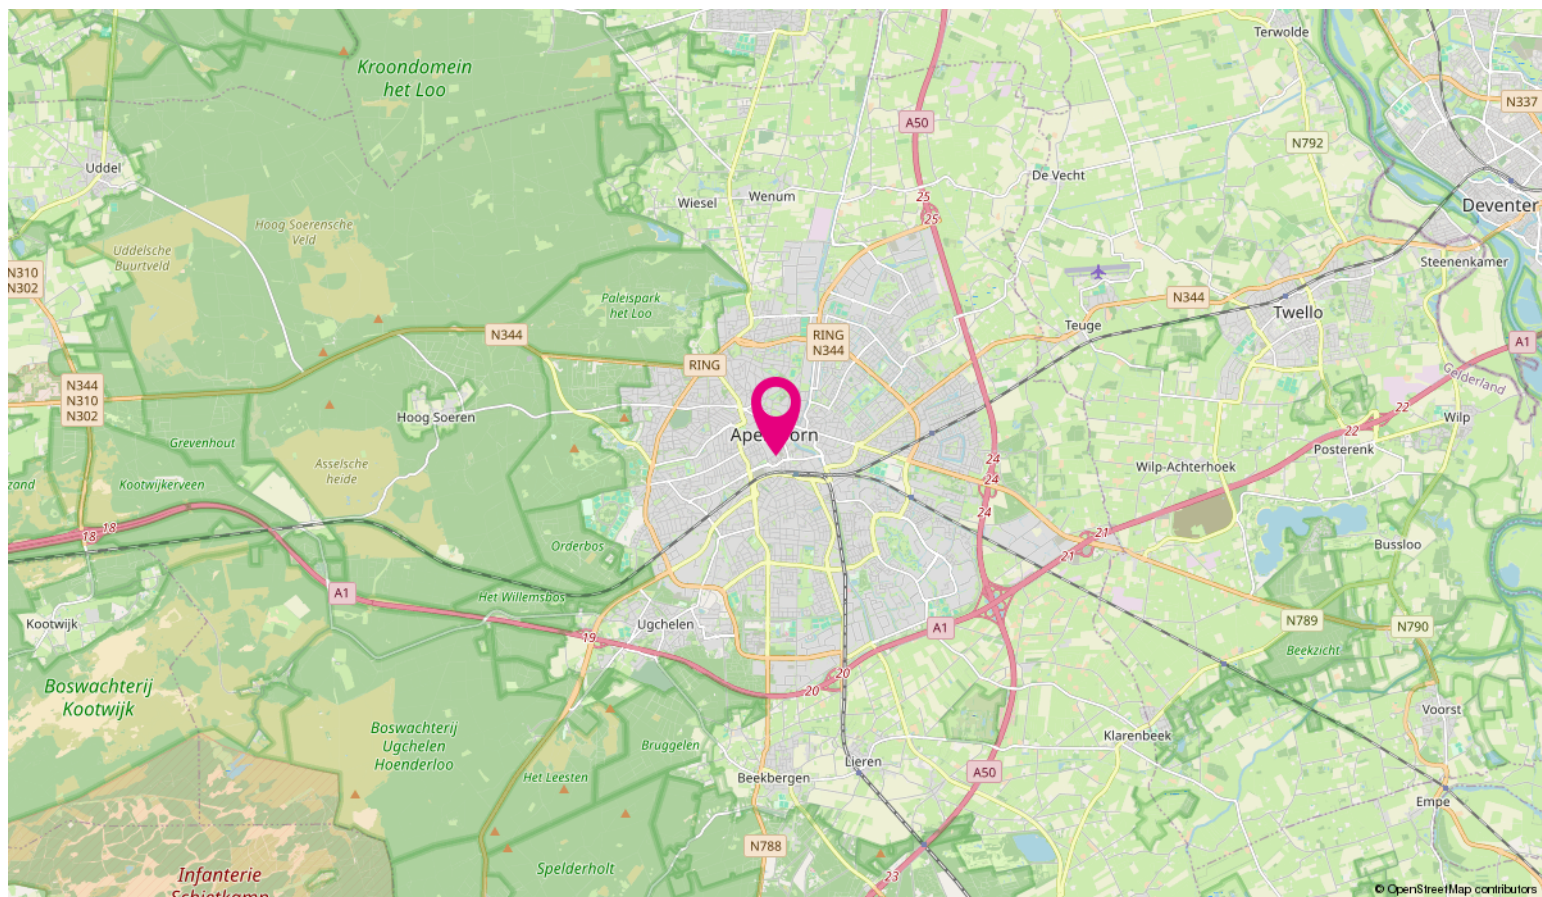 Terwolde
Kroondomein
het Loo
N337
A50
N792
Uddel
De Vecht
Wiesel
Wenum
25
25
Deventer
Hoog Soerensche
Veld
Uddelsche
Buurtveld
Steenenkamer
N310
N302
Paleispark
het Loo
N344
Twello
Teuge
N344
RING
N344
A1
RING
Gelderland
N344
N310
N302
22
22
Wilp
Hoog Soeren
Grevenhout
Posterenk
24
Asselsche
heide
Wilp-Achterhoek
24
Kootwijkerveen
zand
24
18
18
21
21
Orderbos
Bussloo
A1
Het Willemsbos
Kootwijk
Ugchelen
19
A1
N789
N790
Beekzicht
20
20
Boswachterij
Kootwijk
Voorst
Boswachterij
Ugchelen
Hoenderloo
Bruggelen
Klarenbeek
Lieren
A50
Het Leesten
Beekbergen
Empe
N788
Spelderholt
23
Infanterie
© OpenStreetMap contributors